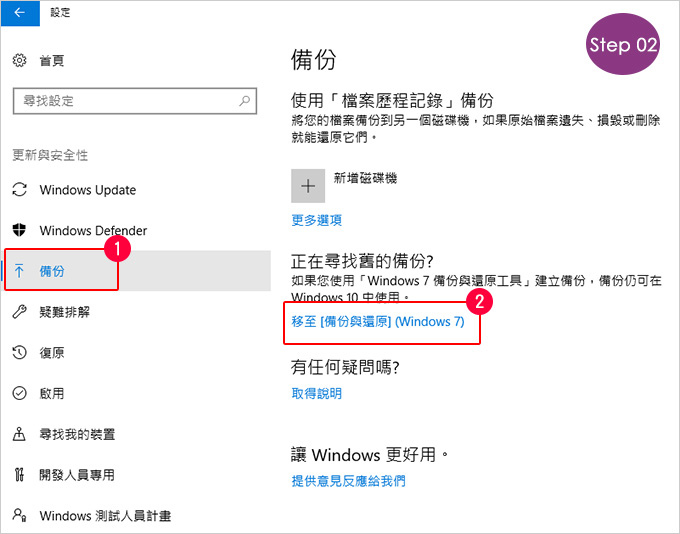 設定
Step 02
首頁
尋找設定
更新與安全性
Windows Update
Windows Defender
1
備份
疑難排解
復原
啟用
尋找我的裝置
開發人員專用
Windows 測試人員計畫
備份
使用「檔案歷程記錄」備份
將您的檔案備份到另一個磁碟機，如果原始檔案遺失、損毀或刪除
就能還原它們。
新增磁碟機
更多選項
正在尋找舊的備份?
如果您使用「Windows 7 備份與還原工具」建立備份，備份仍可在
Windows 10 中使用。
2
移至 [備份與還原] (Windows 7)
有任何疑問嗎?
取得說明
讓 Windows 更好用。
提供意見反應給我們